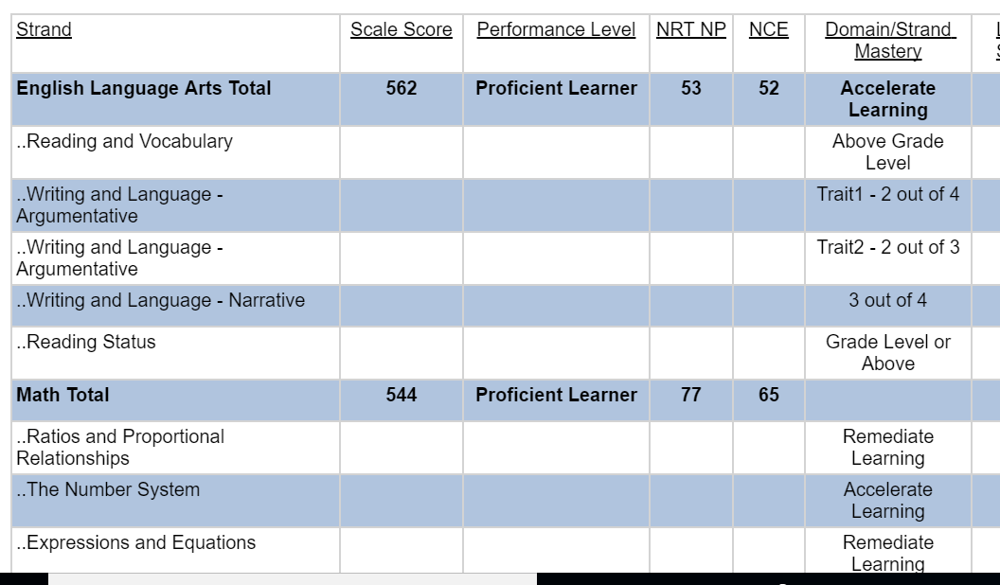 Strand Scale Score Performance Level NRT NP NCE Domain/Strand
Mastery
English Language Arts Total 562 Proficient Learner 53 52 Accelerate
Learning
..Reading and Vocabulary Above Grade
Level
..Writing and Language - Trait1 - 2 out of 4
Argumentative
..Writing and Language - Trait2 - 2 out of 3
Argumentative
..Writing and Language - Narrative 3 out of 4
..Reading Status Grade Level or
Above
Math Total 544 Proficient Learner 77 65
..Ratios and Proportional Remediate
Relationships Learning
..The Number System Accelerate
Learning
..Expressions and Equations Remediate
Learning